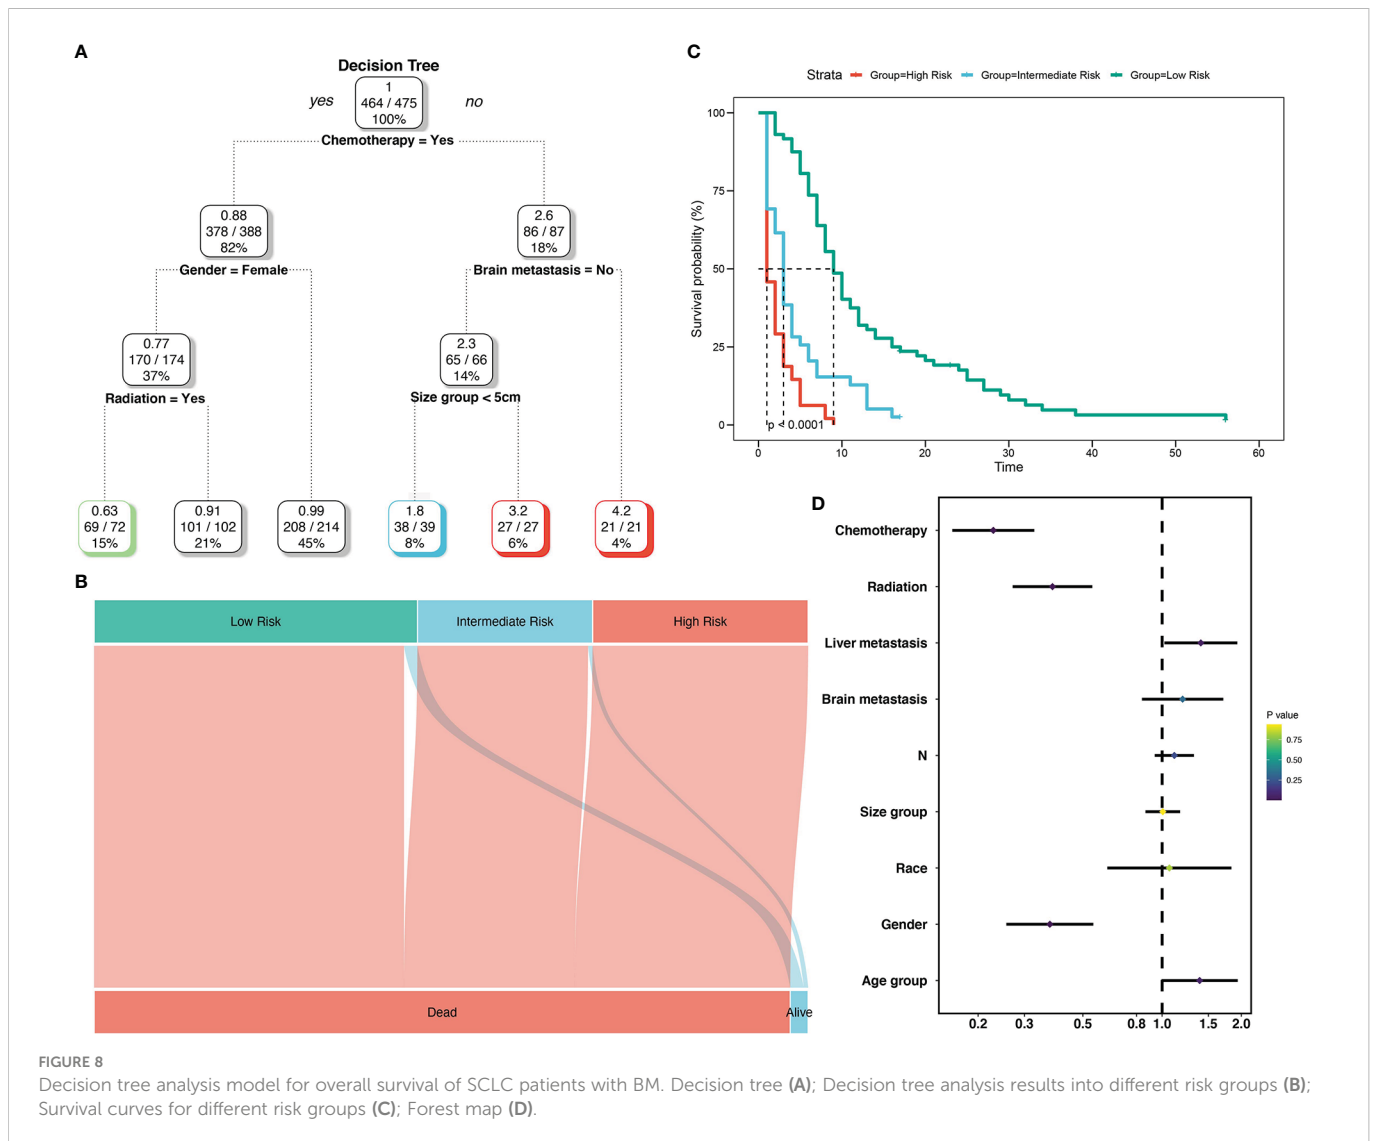 A
Decision Tree
yes
no
1
464 / 475
100%
Chemotherapy = Yes
0.88
378 / 388
82%
2.6
86 / 87
18%
Gender = Female
Brain metastasis = No
0.77
170 / 174
37%
2.3
65 / 66
14%
Radiation = Yes
Size group < 5cm
0.63
69 / 72
15%
0.91
101 / 102
21%
0.99
208 / 214
45%
1.8
38 / 39
8%
3.2
27 / 27
6%
4.2
21 / 21
4%
B
Low Risk
Intermediate Risk
High Risk
Dead
Alive
C
Strata Group=High Risk Group=Intermediate Risk Group=Low Risk
Survival probability (%)
100
75
50
25
0
p < 0.0001
0 10 20 30 40 50 60
Time
D
Chemotherapy
Radiation
Liver metastasis
Brain metastasis
N
Size group
Race
Gender
Age group
0.2 0.3 0.5 0.8 1.0 1.5 2.0
P value
0.75
0.50
0.25
FIGURE 8
Decision tree analysis model for overall survival of SCLC patients with BM. Decision tree (A); Decision tree analysis results into different risk groups (B);
Survival curves for different risk groups (C); Forest map (D).